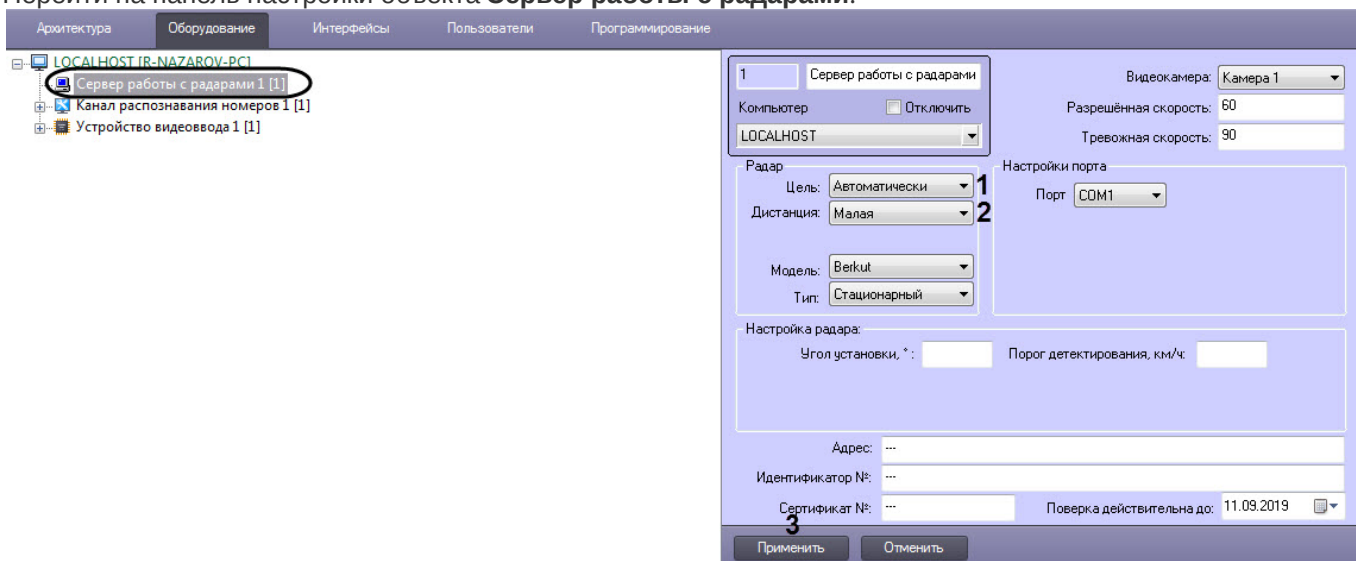 Перейти на панель настройки объекта Сервер работы с радарами.
Архитектура Оборудование Интерфейсы Пользователи Программирование
LOCALHOST [R-NAZAROV-PC]
Сервер работы с радарами 1 [1]
Канал распознавания номеров 1 [1]
Устройство видеоввода 1 [1]
1 Сервер работы с радарами
Компьютер Отключить
LOCALHOST
Видеокамера: Камера 1
Разрешённая скорость: 60
Тревожная скорость: 90
Радар
Цель: Автоматически 1
Дистанция: Малая 2
Модель: Berkut
Тип: Стационарный
Настройки порта
Порт COM1
Настройка радара:
Угол установки, ° : Порог детектирования, км/ч:
Адрес: ---
Идентификатор №: ---
Сертификат №: --- Поверка действительна до: 11.09.2019
3
Применить Отменить